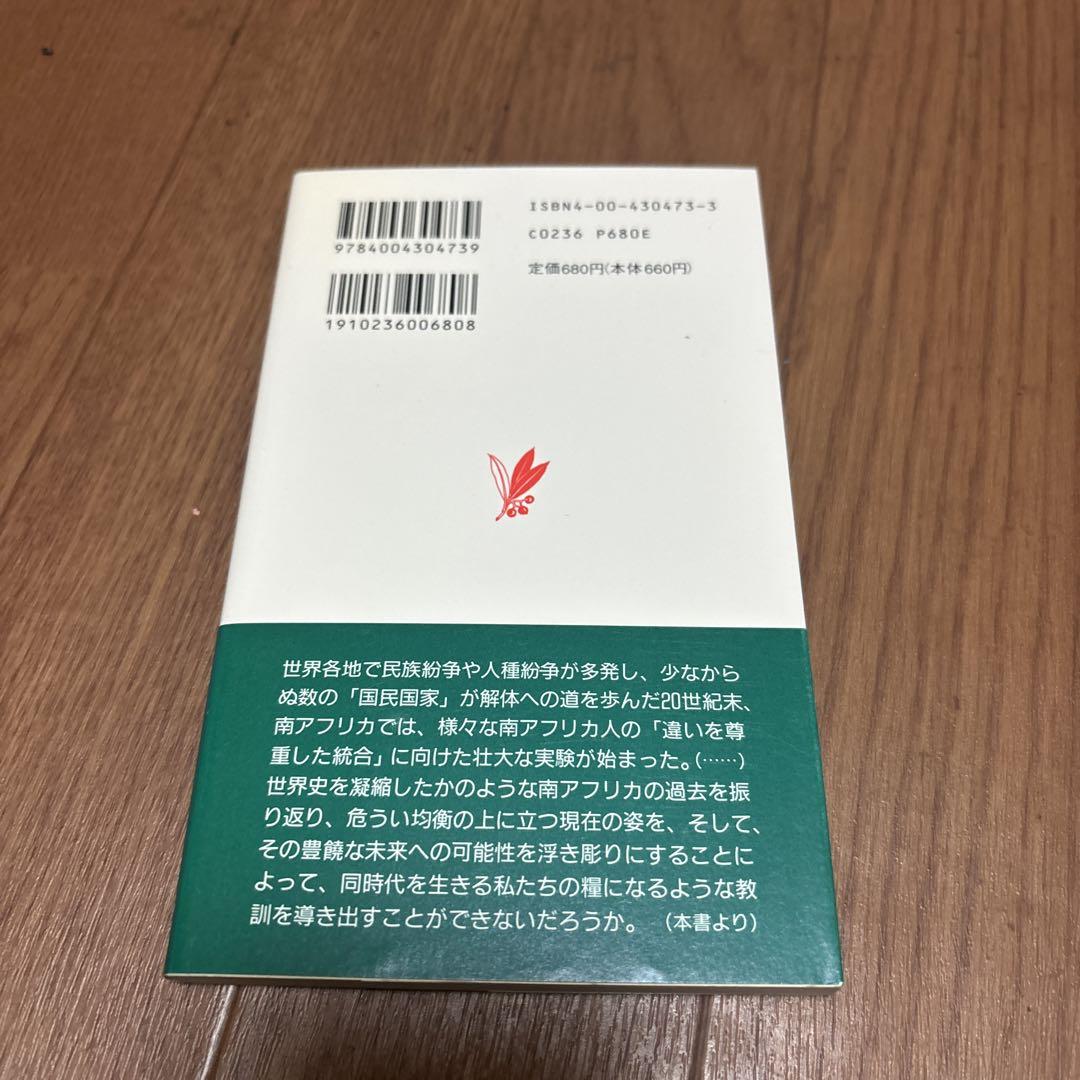 ISBN4-00-430473-3
C0236 P680E
定価680円(本体660円)
9784004304739
1910236006808
世界各地で民族紛争や人種紛争が多発し、少なから
ぬ数の「国民国家」が解体への道を歩んだ20世紀末、
南アフリカでは、様々な南アフリカ人の「違いを尊
重した統合」に向けた壮大な実験が始まった。(……)
世界史を凝縮したかのような南アフリカの過去を振
り返り、危うい均衡の上に立つ現在の姿を、そして、
その豊饒な未来への可能性を浮き彫りにすることに
よって、同時代を生きる私たちの糧になるような教
訓を導き出すことができないだろうか。（本書より）